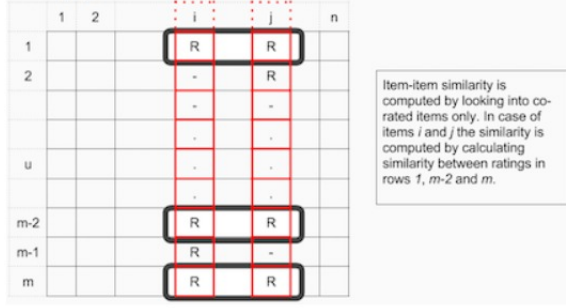 1 2 i j n
1 R R
2 - R
- -
. .
u . .
. .
m-2 R R
m-1 R -
m R R
Item-item similarity is
computed by looking into co-
rated items only. In case of
items i and j the similarity is
computed by calculating
similarity between ratings in
rows 1, m-2 and m.